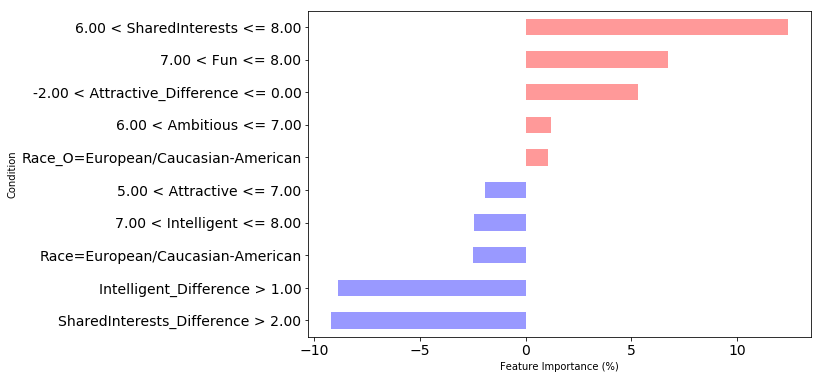 6.00 < SharedInterests <= 8.00
7.00 < Fun <= 8.00
-2.00 < Attractive_Difference <= 0.00
6.00 < Ambitious <= 7.00
Race_O=European/Caucasian-American
5.00 < Attractive <= 7.00
7.00 < Intelligent <= 8.00
Race=European/Caucasian-American
Intelligent_Difference > 1.00
SharedInterests_Difference > 2.00
Condition
−10 −5 0 5 10
Feature Importance (%)